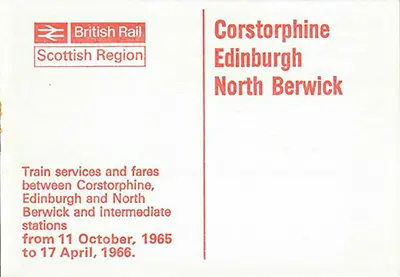 British Rail
Scottish Region
Corstorphine
Edinburgh
North Berwick
Train services and fares
between Corstorphine,
Edinburgh and North
Berwick and intermediate
stations
from 11 October, 1965
to 17 April, 1966.